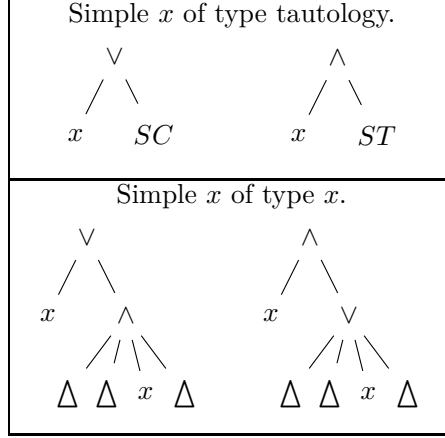 Simple x of type tautology.
∨ ∧
x SC x ST
Simple x of type x.
∨ ∧
x ∧ x ∨
△ △ x △ △ △ x △